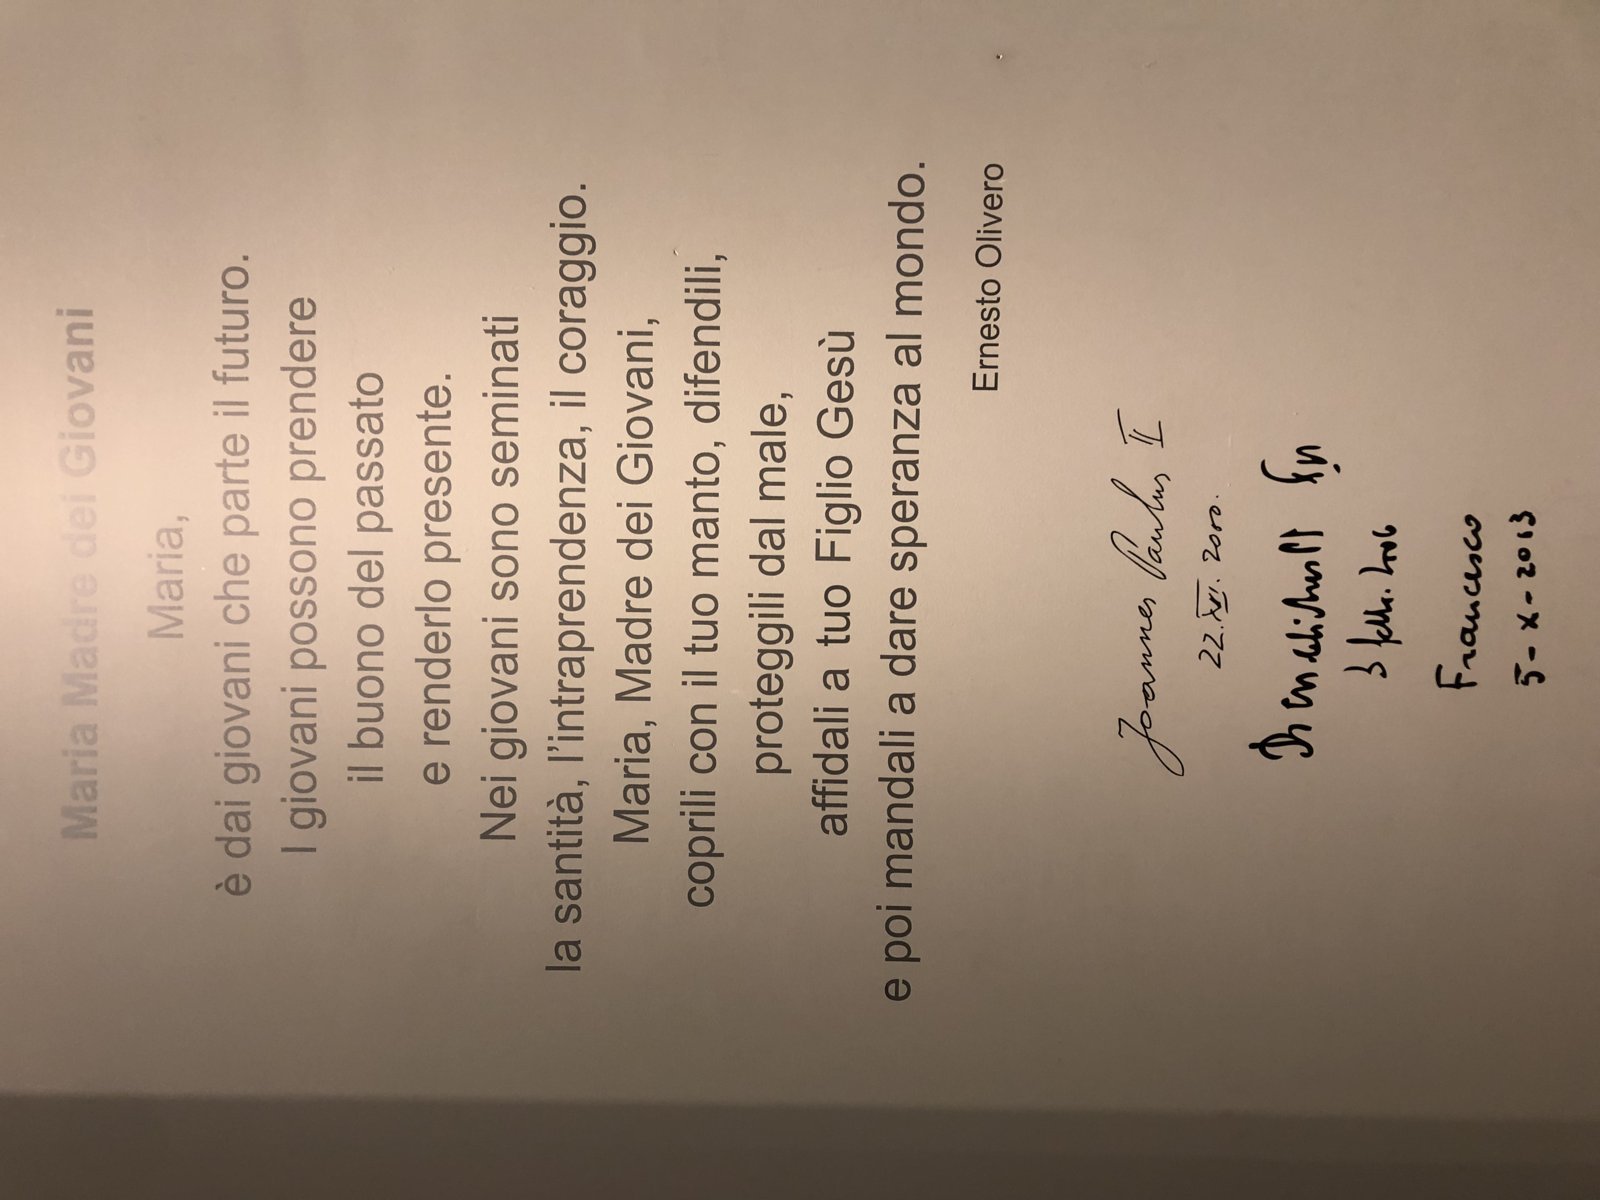 Maria Madre dei Giovani
Maria,
è dai giovani che parte il futuro.
I giovani possono prendere
il buono del passato
e renderlo presente.
Nei giovani sono seminati
la santità, l'intraprendenza, il coraggio.
Maria, Madre dei Giovani,
coprili con il tuo manto, difendili,
proteggili dal male,
affidali a tuo Figlio Gesù
e poi mandali a dare speranza al mondo.
Ernesto Olivero
Joannes Paulus II
22.XI.2000.
Francesco
5-X-2013